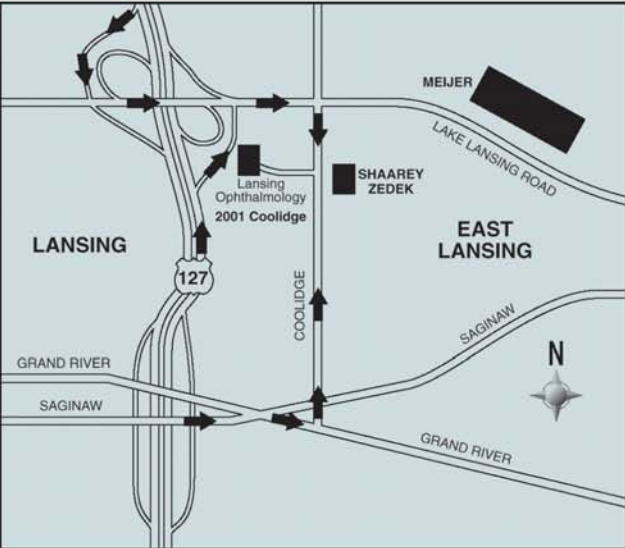 MEIJER
LAKE LANSING ROAD
Lansing
Ophthalmology
2001 Coolidge
SHAAREY
ZEDEK
LANSING
EAST
LANSING
127
COOLIDGE
SAGINAW
N
GRAND RIVER
SAGINAW
GRAND RIVER